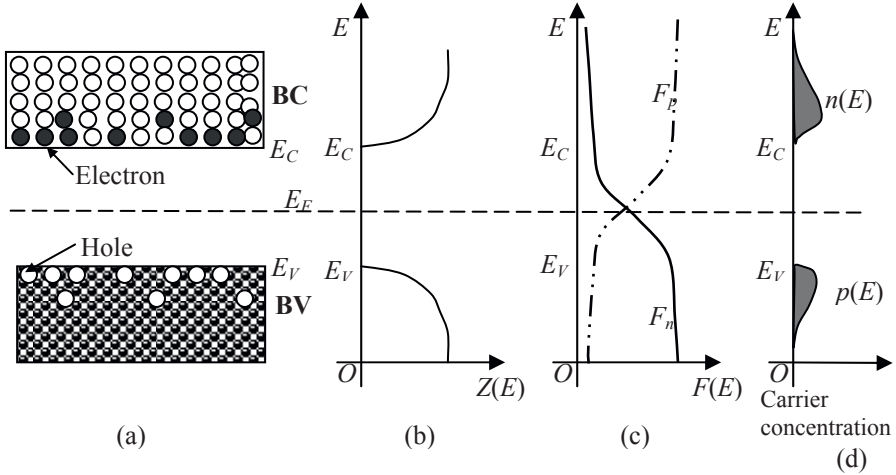 BC
E_C
Electron
E_F
Hole
E_V
BV
(a)
E
E_C
E_V
O
Z(E)
(b)
E
F_p
E_C
E_V
F_n
O
F(E)
(c)
E
n(E)
E_C
E_V
p(E)
O
Carrier
concentration
(d)